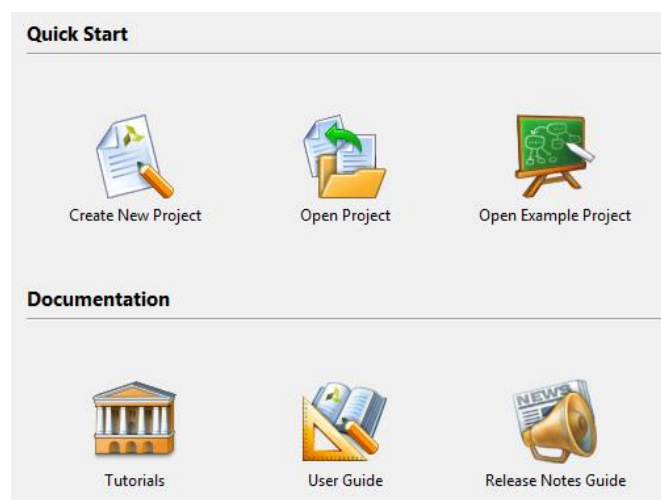 Quick Start
Create New Project
Open Project
Open Example Project
Documentation
NEWS
Tutorials
User Guide
Release Notes Guide